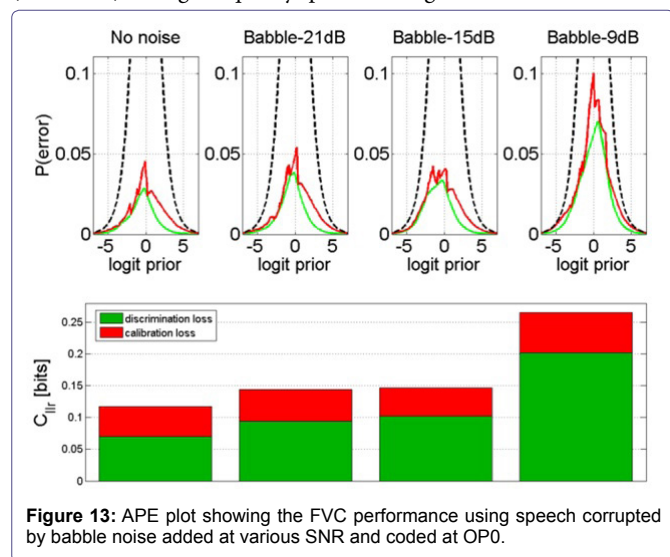 No noise Babble-21dB Babble-15dB Babble-9dB
0.1 0.1 0.1 0.1
P(error)
0.05 0.05 0.05 0.05
0 0 0 0
-5 0 5 -5 0 5 -5 0 5 -5 0 5
logit prior logit prior logit prior logit prior
discrimination loss
calibration loss
Cllr [bits]
0.25
0.2
0.15
0.1
0.05
0
Figure 13: APE plot showing the FVC performance using speech corrupted
by babble noise added at various SNR and coded at OP0.